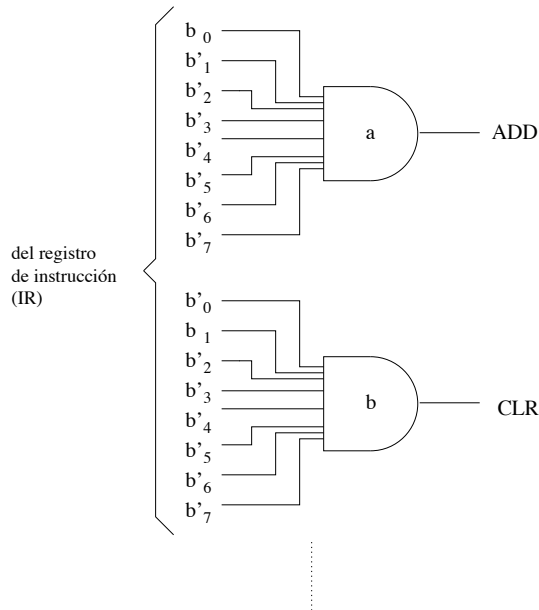 b 0
b'1
b'2
b'3
b'4
b'5
b'6
b'7
a
ADD
del registro
de instrucción
(IR)
b'0
b 1
b'2
b'3
b'4
b'5
b'6
b'7
b
CLR